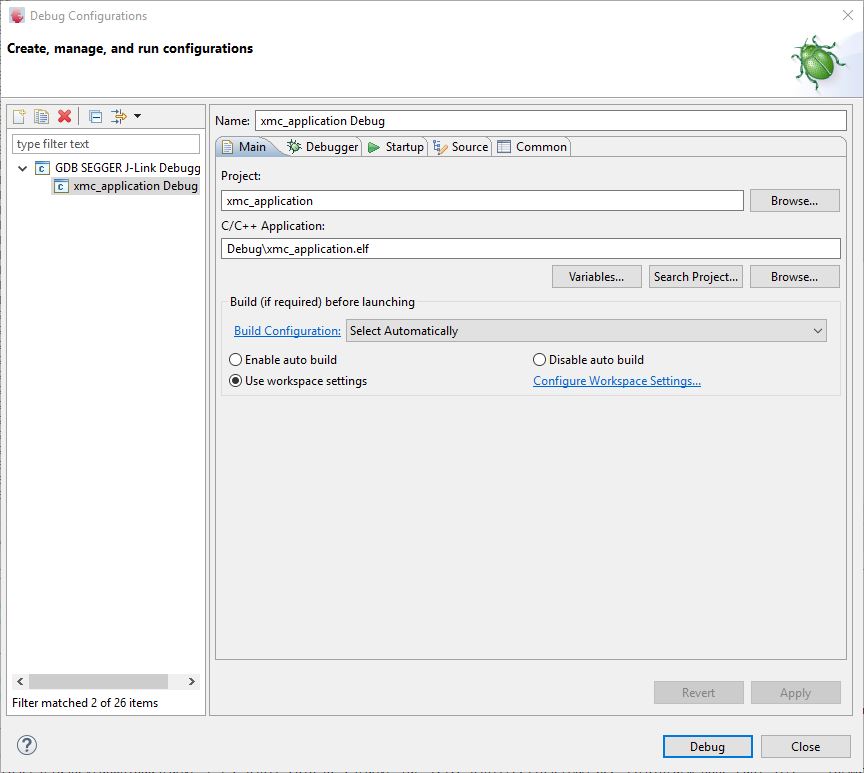 Debug Configurations
Create, manage, and run configurations
type filter text
GDB SEGGER J-Link Debugg
xmc_application Debug
Filter matched 2 of 26 items
Name: xmc_application Debug
Main Debugger Startup Source Common
Project:
xmc_application Browse...
C/C++ Application:
Debug\xmc_application.elf
Variables... Search Project... Browse...
Build (if required) before launching
Build Configuration: Select Automatically
Enable auto build Disable auto build
Use workspace settings Configure Workspace Settings...
Revert Apply
Debug Close